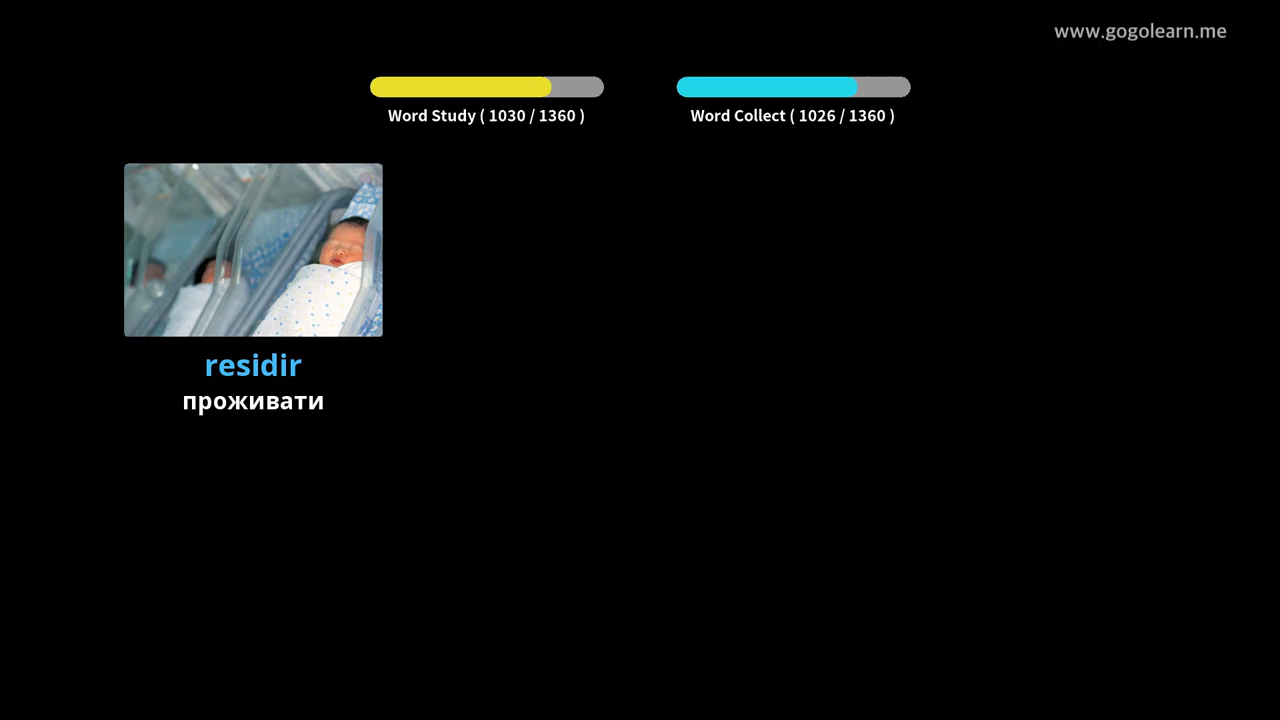 www.gogolearn.me
Word Study ( 1030 / 1360 )
Word Collect ( 1026 / 1360 )
residir
проживати